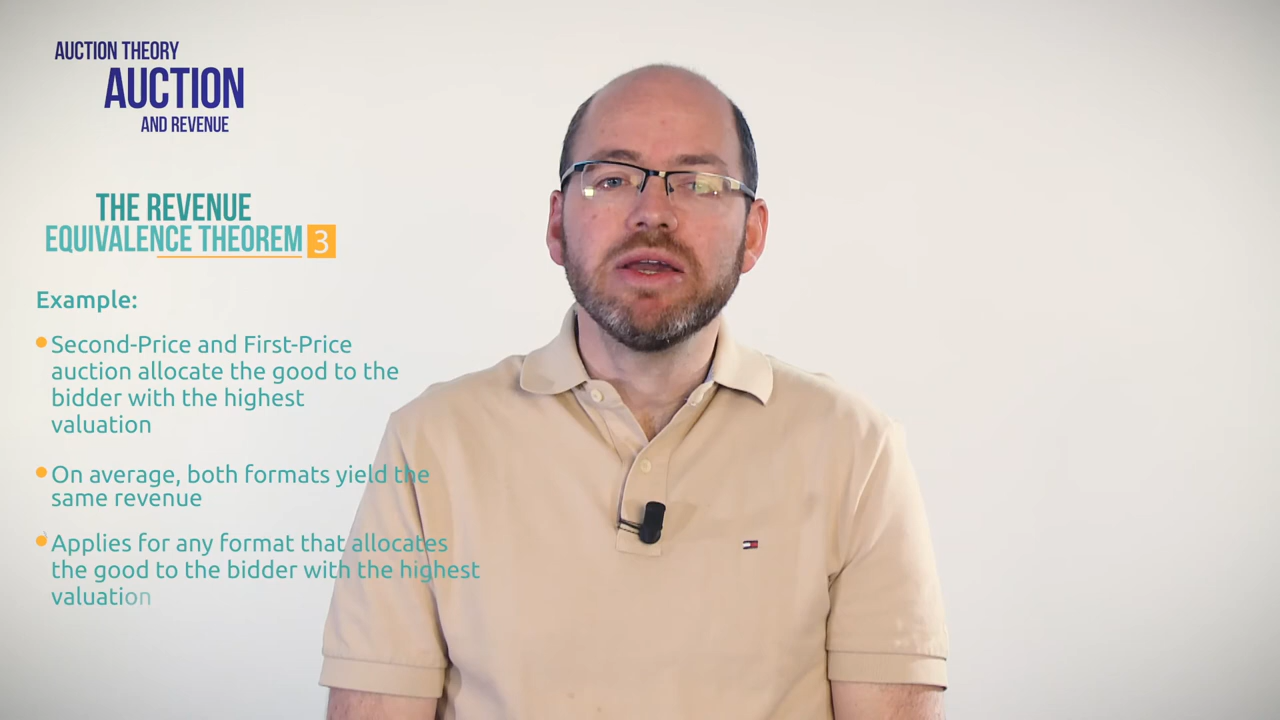 AUCTION THEORY
AUCTION
AND REVENUE
THE REVENUE
EQUIVALENCE THEOREM 3
Example:
Second-Price and First-Price
auction allocate the good to the
bidder with the highest
valuation
On average, both formats yield the
same revenue
Applies for any format that allocates
the good to the bidder with the highest
valuation